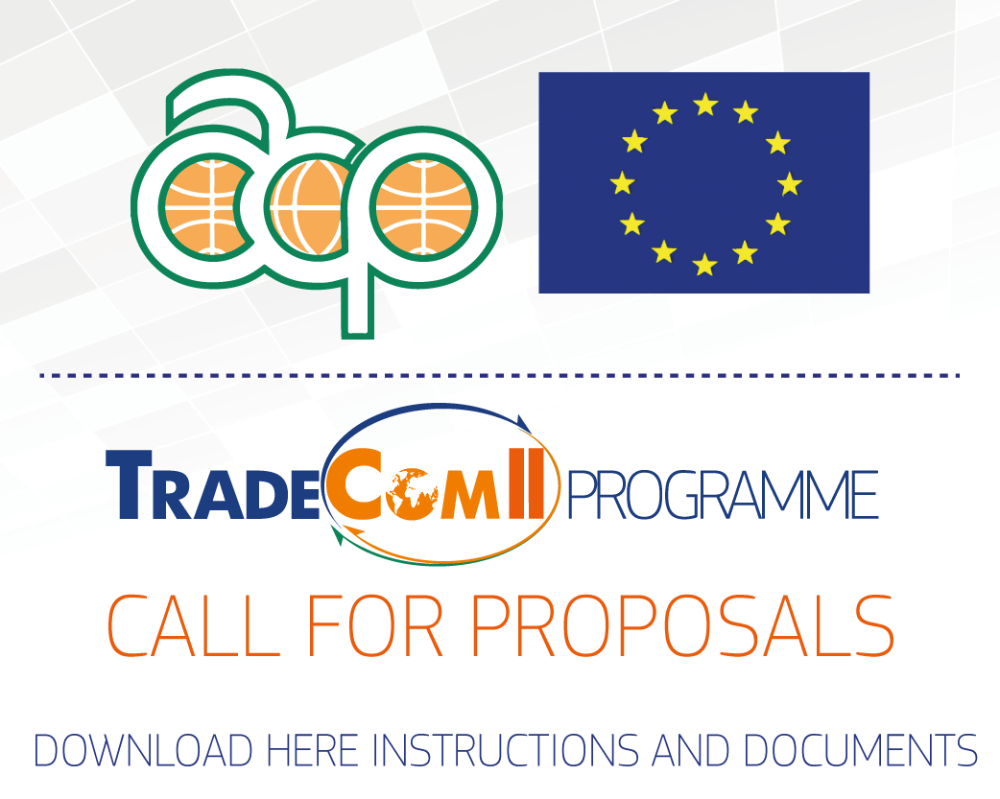 acp
TRADECOM II PROGRAMME
CALL FOR PROPOSALS
DOWNLOAD HERE INSTRUCTIONS AND DOCUMENTS